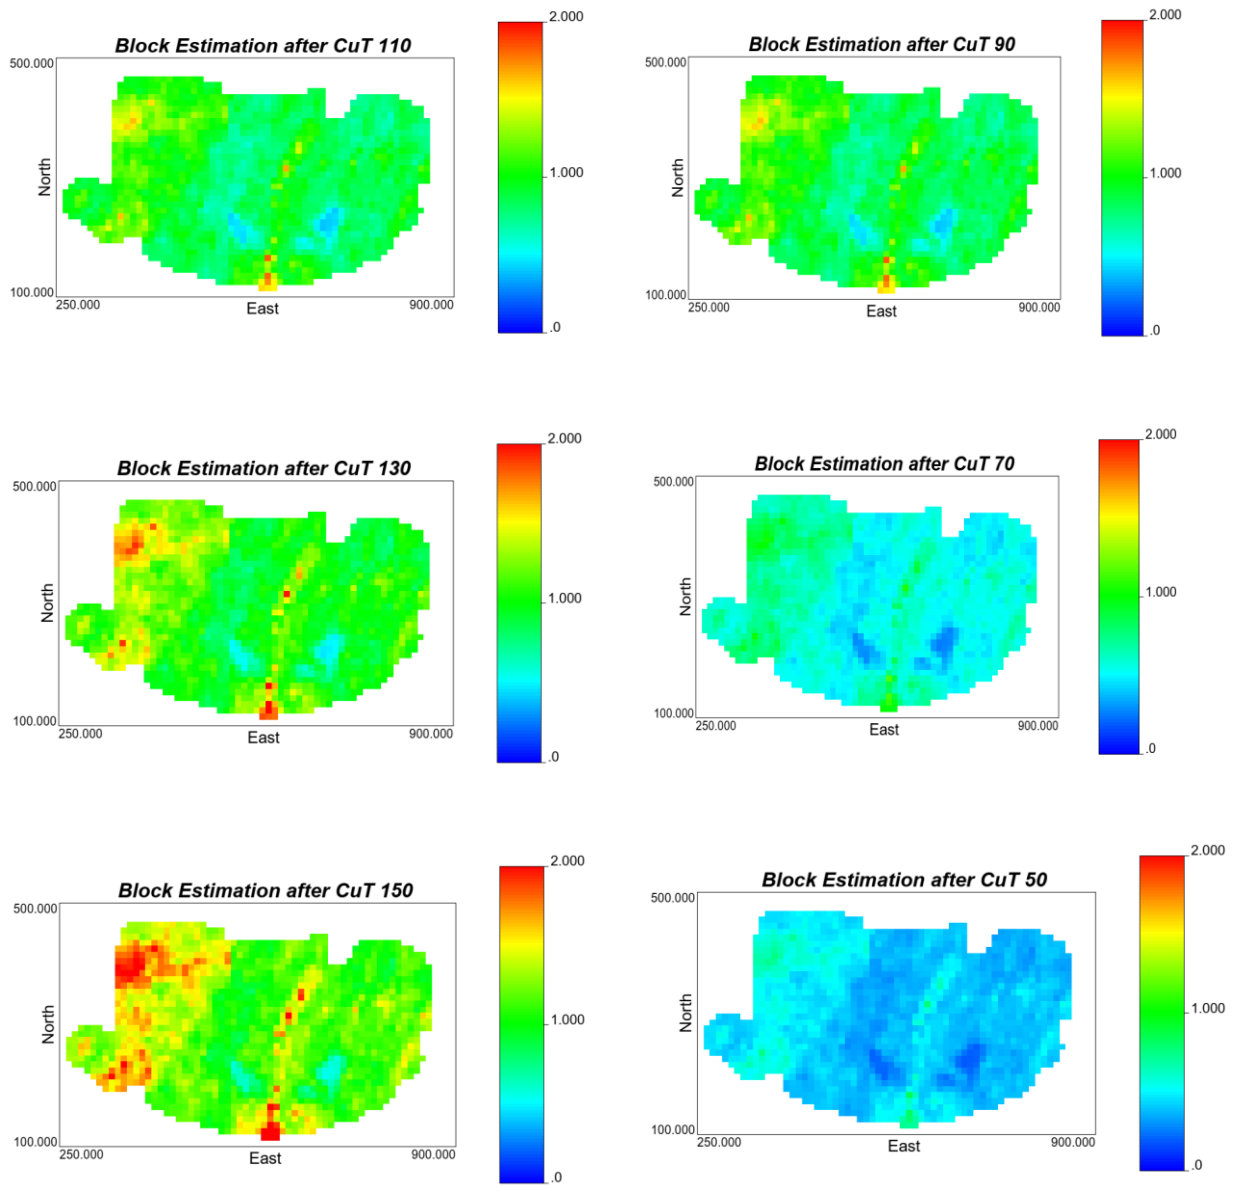 Block Estimation after CuT 110
2.000
500.000
North
1.000
100.000
250.000
East
900.000
.0
Block Estimation after CuT 90
2.000
500.000
North
1.000
100.000
250.000
East
900.000
.0
Block Estimation after CuT 130
2.000
500.000
North
1.000
100.000
250.000
East
900.000
.0
Block Estimation after CuT 70
2.000
500.000
North
1.000
100.000
250.000
East
900.000
.0
Block Estimation after CuT 150
2.000
500.000
North
1.000
100.000
250.000
East
900.000
.0
Block Estimation after CuT 50
2.000
500.000
North
1.000
100.000
250.000
East
900.000
.0